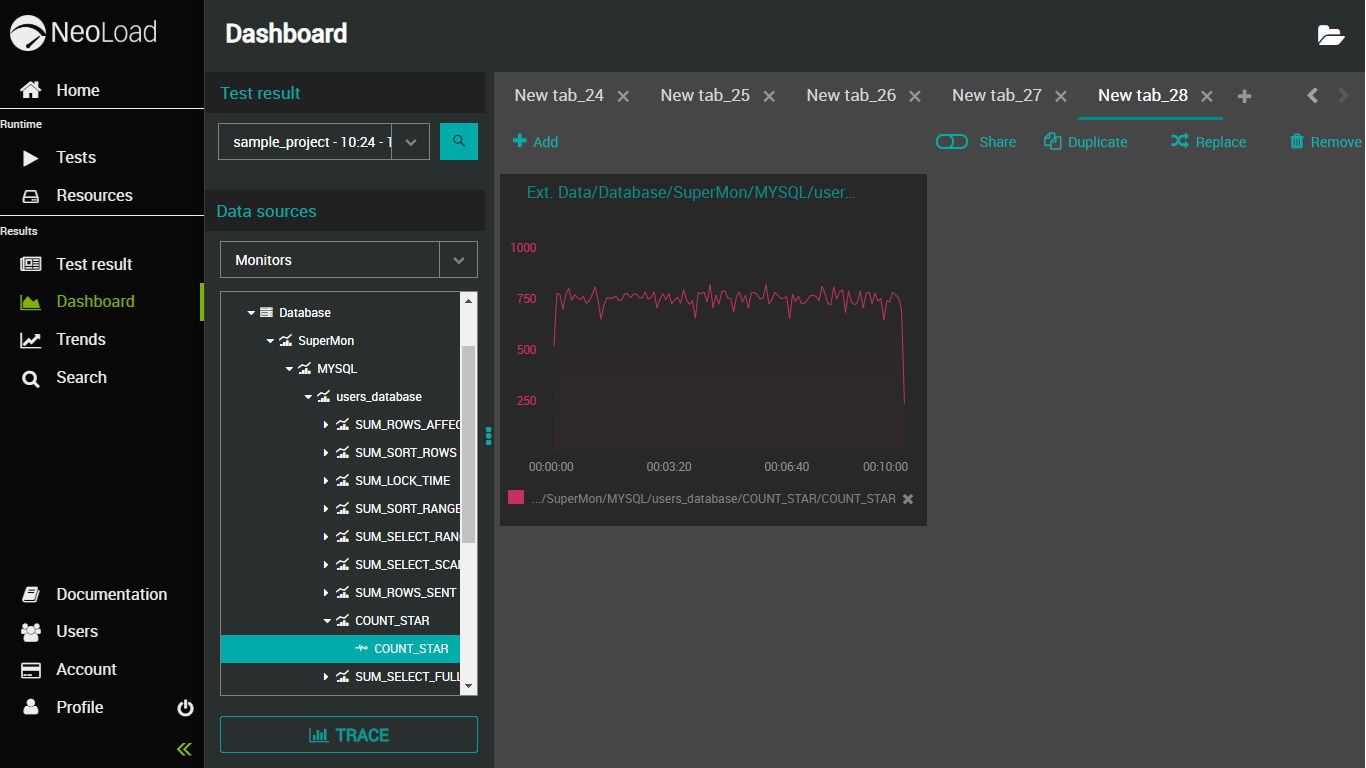 NeoLoad
Home
Runtime
Tests
Resources
Results
Test result
Dashboard
Trends
Search
Documentation
Users
Account
Profile
Dashboard
Test result
sample_project - 10:24 - 1
Data sources
Monitors
Database
SuperMon
MYSQL
users_database
SUM_ROWS_AFFEC
SUM_SORT_ROWS
SUM_LOCK_TIME
SUM_SORT_RANGE
SUM_SELECT_RAN
SUM_SELECT_SCA
SUM_ROWS_SENT
COUNT_STAR
COUNT_STAR
SUM_SELECT_FULL
TRACE
New tab_24 New tab_25 New tab_26 New tab_27 New tab_28
Add Share Duplicate Replace Remove
Ext. Data/Database/SuperMon/MYSQL/user...
1000
750
500
250
00:00:00 00:03:20 00:06:40 00:10:00
.../SuperMon/MYSQL/users_database/COUNT_STAR/COUNT_STAR